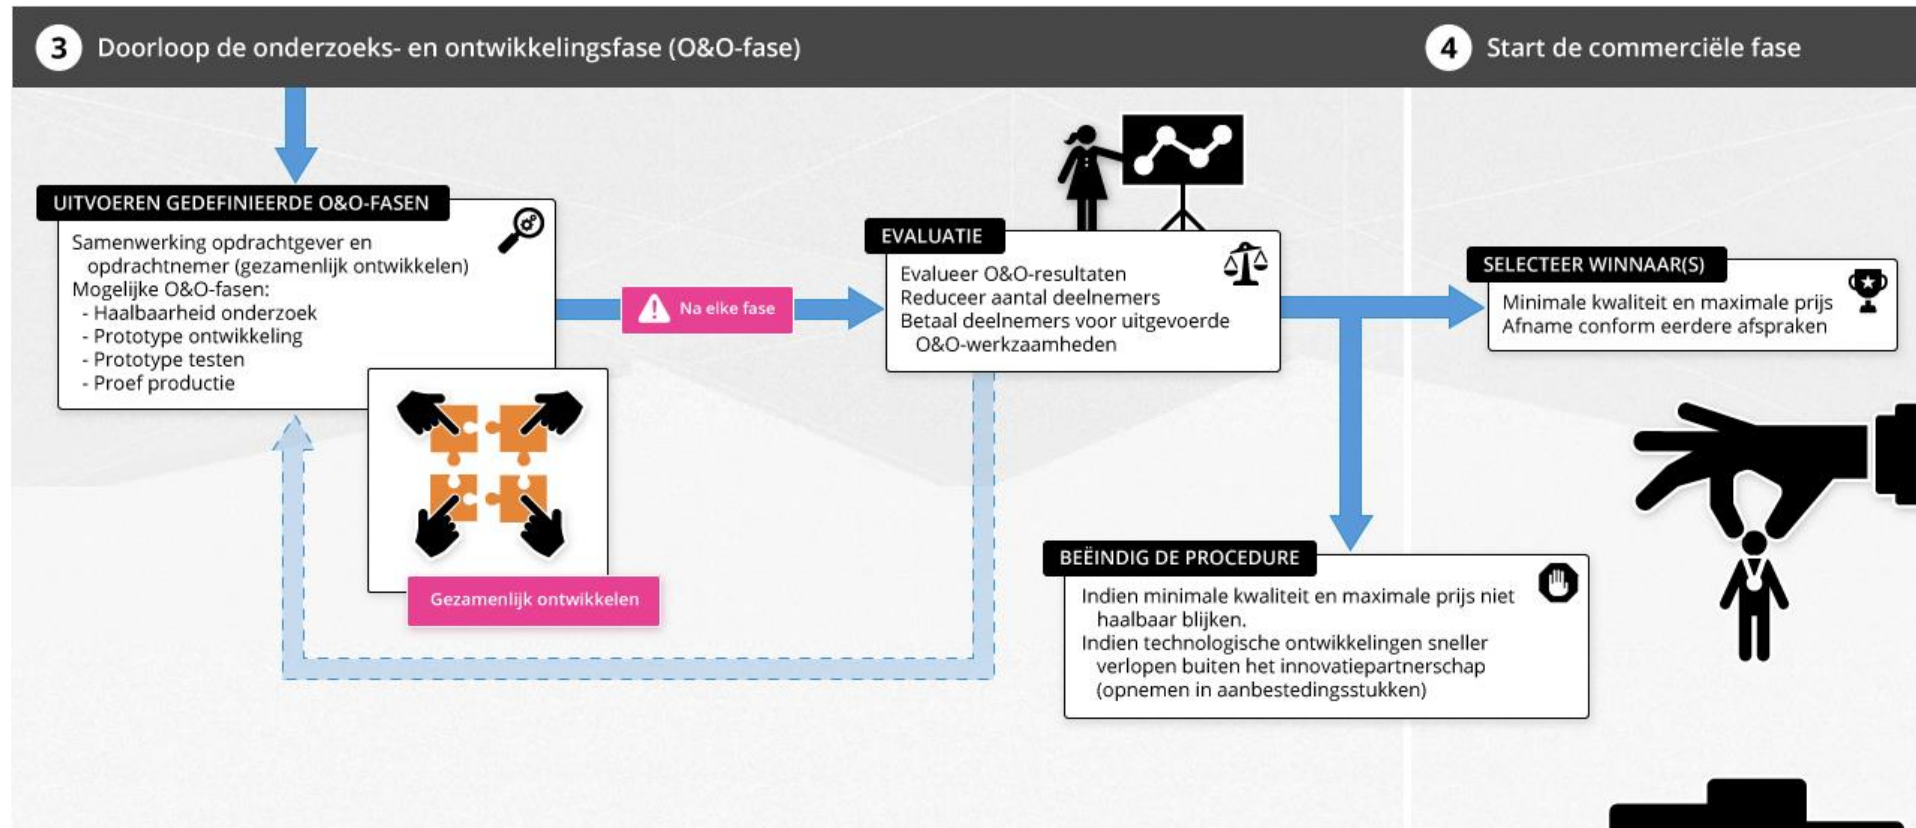 3 Doorloop de onderzoeks- en ontwikkelingsfase (O&O-fase)
4 Start de commerciële fase
UITVOEREN GEDEFINIEERDE O&O-FASEN
Samenwerking opdrachtgever en
opdrachtnemer (gezamenlijk ontwikkelen)
Mogelijke O&O-fasen:
- Haalbaarheid onderzoek
- Prototype ontwikkeling
- Prototype testen
- Proef productie
Gezamenlijk ontwikkelen
Na elke fase
EVALUATIE
Evalueer O&O-resultaten
Reduceer aantal deelnemers
Betaal deelnemers voor uitgevoerde
O&O-werkzaamheden
SELECTEER WINNAAR(S)
Minimale kwaliteit en maximale prijs
Afname conform eerdere afspraken
BEËINDIG DE PROCEDURE
Indien minimale kwaliteit en maximale prijs niet
haalbaar blijken.
Indien technologische ontwikkelingen sneller
verlopen buiten het innovatiepartnerschap
(opnemen in aanbestedingsstukken)